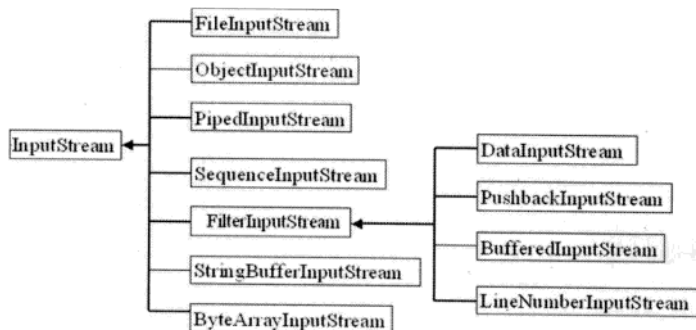 FileInputStream
ObjectInputStream
PipedInputStream
InputStream
SequenceInputStream
FilterInputStream
StringBufferInputStream
ByteArrayInputStream
DataInputStream
PushbackInputStream
BufferedInputStream
LineNumberInputStream